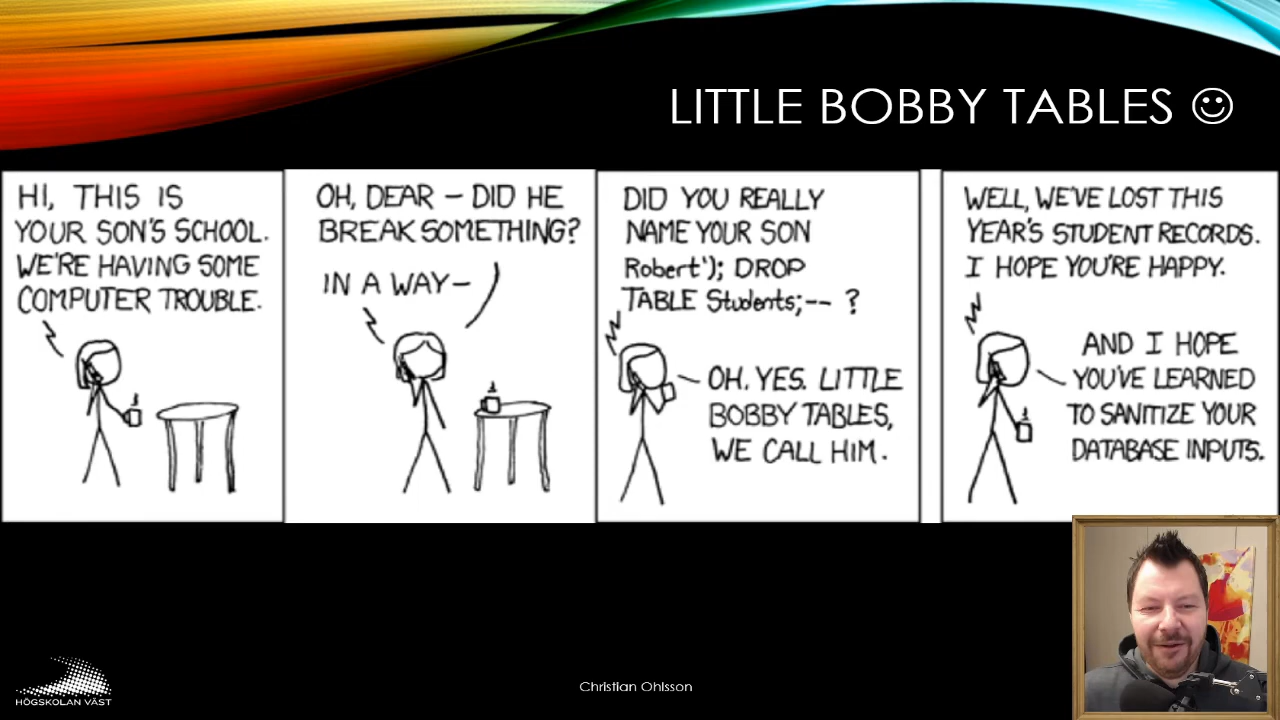 LITTLE BOBBY TABLES ☺
HI, THIS IS
YOUR SON'S SCHOOL.
WE'RE HAVING SOME
COMPUTER TROUBLE.
OH, DEAR – DID HE
BREAK SOMETHING?
IN A WAY–
DID YOU REALLY
NAME YOUR SON
Robert'); DROP
TABLE Students;-- ?
OH. YES. LITTLE
BOBBY TABLES,
WE CALL HIM.
WELL, WE'VE LOST THIS
YEAR'S STUDENT RECORDS.
I HOPE YOU'RE HAPPY.
AND I HOPE
YOU'VE LEARNED
TO SANITIZE YOUR
DATABASE INPUTS.
HÖGSKOLAN VÄST
Christian Ohlsson